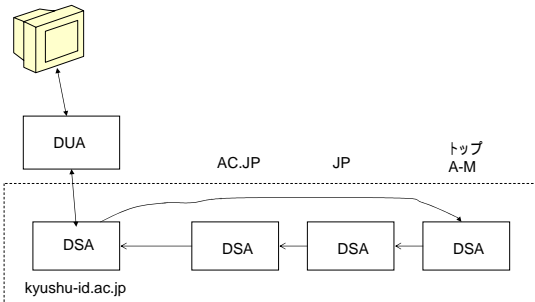 DUA
AC.JP
JP
トップ
A-M
DSA
DSA
DSA
DSA
kyushu-id.ac.jp